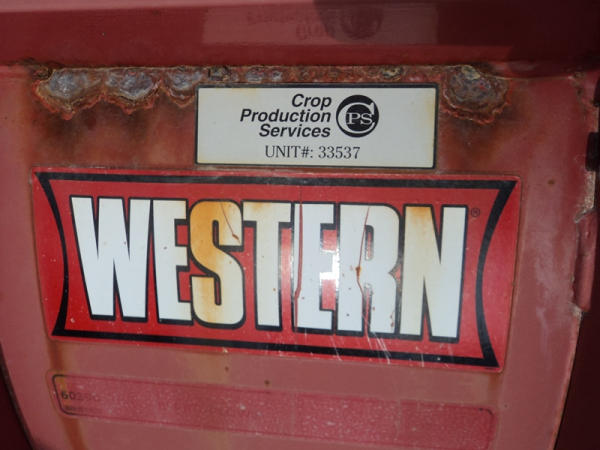 Crop
Production
Services
CPS
UNIT#: 33537
WESTERN®